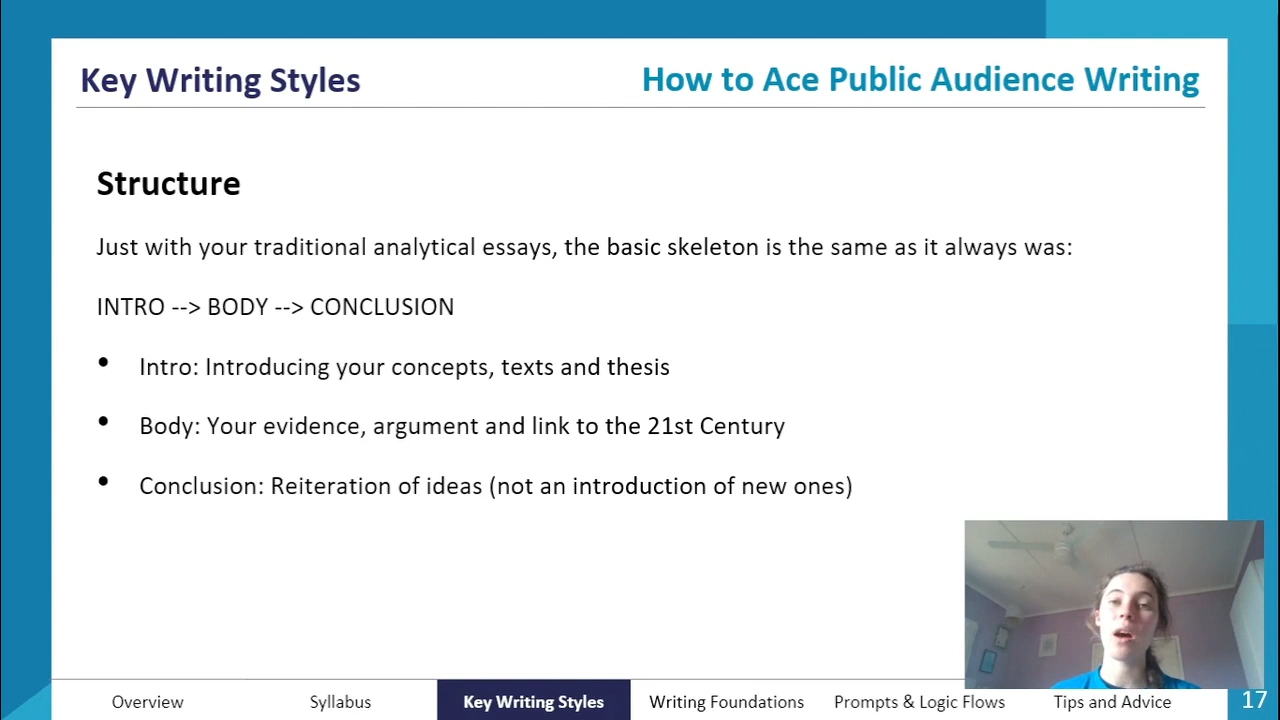 Key Writing Styles
How to Ace Public Audience Writing
Structure
Just with your traditional analytical essays, the basic skeleton is the same as it always was:
INTRO --> BODY --> CONCLUSION
• Intro: Introducing your concepts, texts and thesis
• Body: Your evidence, argument and link to the 21st Century
• Conclusion: Reiteration of ideas (not an introduction of new ones)
Overview
Syllabus
Key Writing Styles
Writing Foundations
Prompts & Logic Flows
Tips and Advice
17